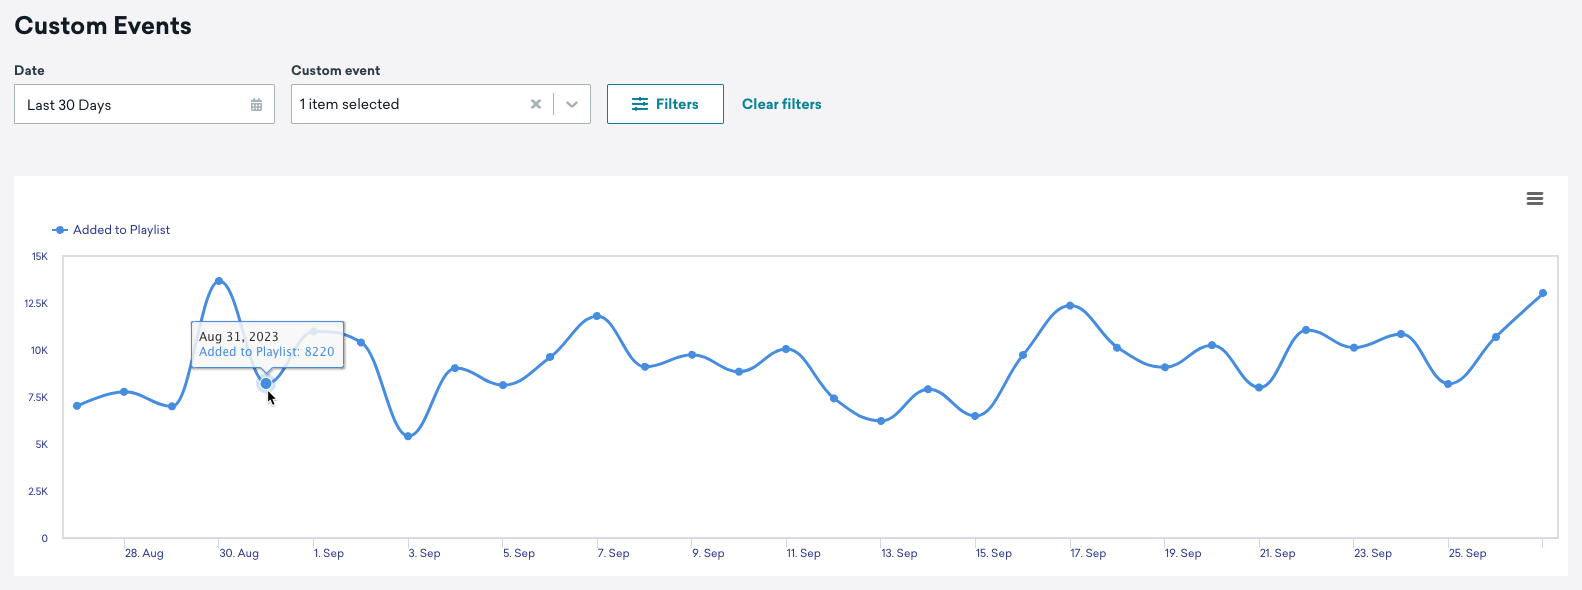 Custom Events
Date
Custom event
Last 30 Days
1 item selected
Filters
Clear filters
Added to Playlist
15K
12.5K
10K
7.5K
5K
2.5K
0
Aug 31, 2023
Added to Playlist: 8220
28. Aug
30. Aug
1. Sep
3. Sep
5. Sep
7. Sep
9. Sep
11. Sep
13. Sep
15. Sep
17. Sep
19. Sep
21. Sep
23. Sep
25. Sep